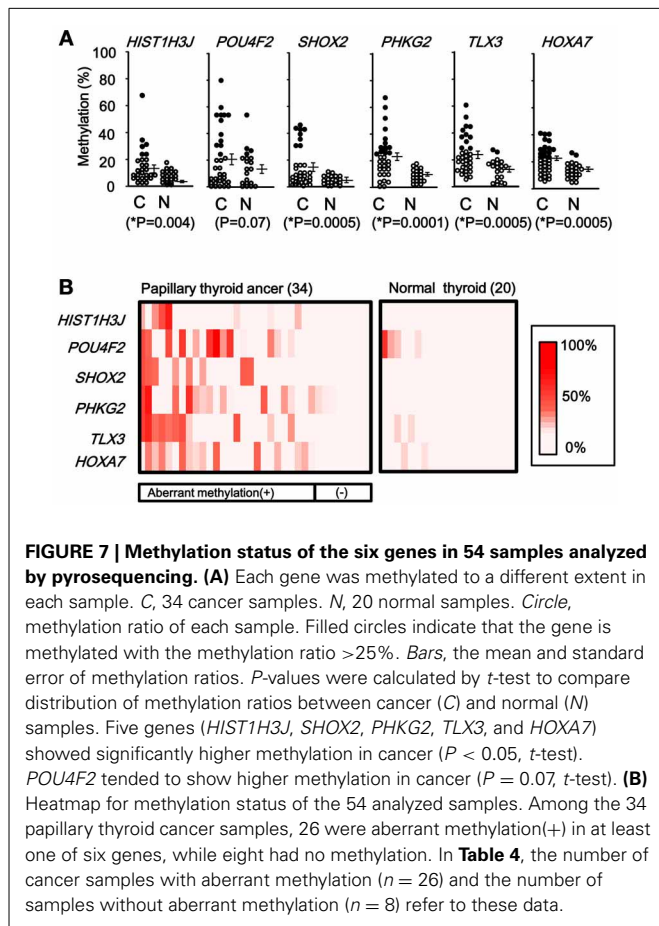 A
HIST1H3J POU4F2 SHOX2 PHKG2 TLX3 HOXA7
Methylation (%)
100
80
60
40
20
0
C N C N C N C N C N C N
(*P=0.004) (P=0.07) (*P=0.0005) (*P=0.0001) (*P=0.0005) (*P=0.0005)
B
Papillary thyroid ancer (34) Normal thyroid (20)
HIST1H3J
POU4F2
SHOX2
PHKG2
TLX3
HOXA7
100%
50%
0%
Aberrant methylation(+) (-)
FIGURE 7 | Methylation status of the six genes in 54 samples analyzed
by pyrosequencing. (A) Each gene was methylated to a different extent in
each sample. C, 34 cancer samples. N, 20 normal samples. Circle,
methylation ratio of each sample. Filled circles indicate that the gene is
methylated with the methylation ratio >25%. Bars, the mean and standard
error of methylation ratios. P-values were calculated by t-test to compare
distribution of methylation ratios between cancer (C) and normal (N)
samples. Five genes (HIST1H3J, SHOX2, PHKG2, TLX3, and HOXA7)
showed significantly higher methylation in cancer (P < 0.05, t-test).
POU4F2 tended to show higher methylation in cancer (P = 0.07, t-test). (B)
Heatmap for methylation status of the 54 analyzed samples. Among the 34
papillary thyroid cancer samples, 26 were aberrant methylation(+) in at least
one of six genes, while eight had no methylation. In Table 4, the number of
cancer samples with aberrant methylation (n = 26) and the number of
samples without aberrant methylation (n = 8) refer to these data.